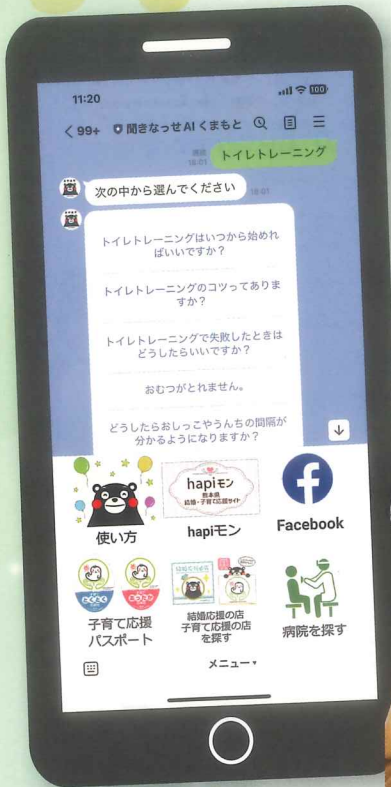 11:20
100
99+ 聞きなっせAIくまもと
既読
18:01
トイレトレーニング
次の中から選んでください
18:01
トイレトレーニングはいつから始めれ
ばいいですか？
トイレトレーニングのコツってありま
すか？
トイレトレーニングで失敗したときは
どうしたらいいですか？
おむつがとれません。
どうしたらおしっこやうんちの間隔が
分かるようになりますか？
hapiモン
熊本県
結婚・子育て応援サイト
使い方
hapiモン
Facebook
子育て応援
パスポート
結婚応援の店
子育て応援の店
を探す
病院を探す
メニュー▾